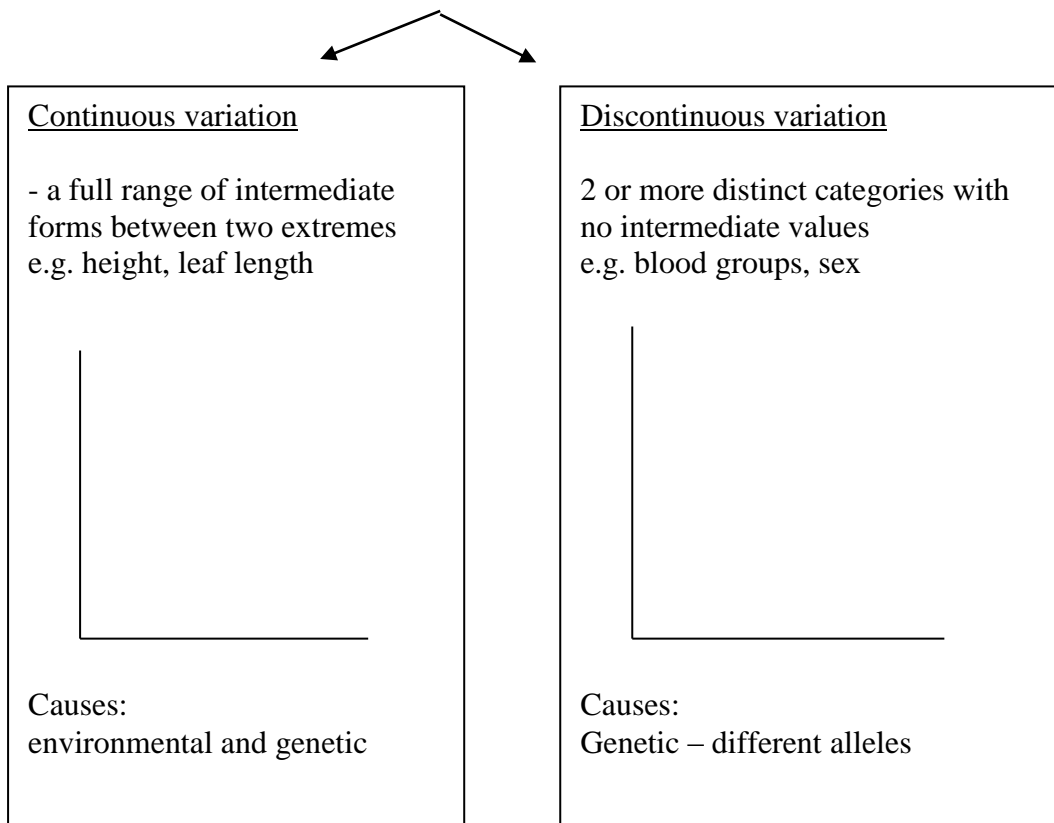 Continuous variation
- a full range of intermediate
forms between two extremes
e.g. height, leaf length
Causes:
environmental and genetic
Discontinuous variation
2 or more distinct categories with
no intermediate values
e.g. blood groups, sex
Causes:
Genetic – different alleles